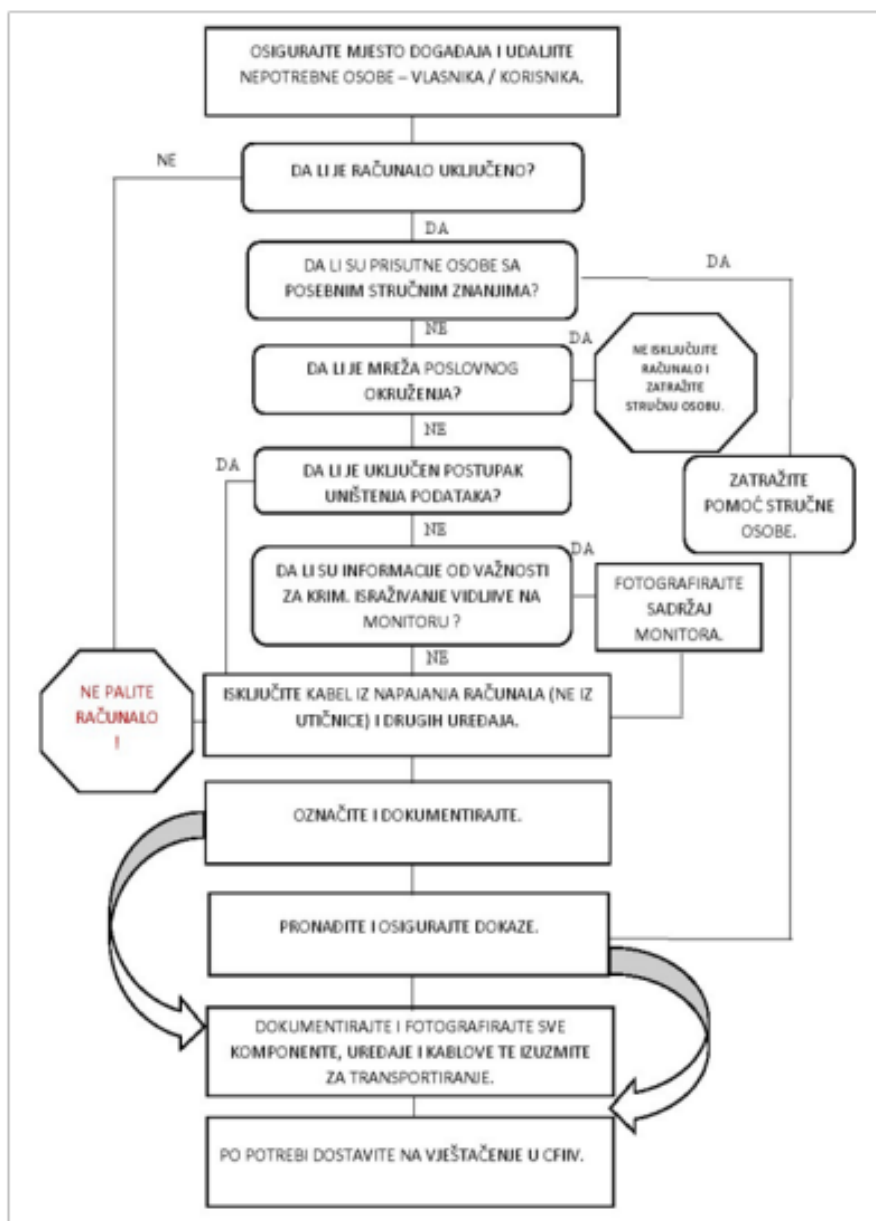 OSIGURAJTE MJESTO DOGAĐAJA I UDALJITE
NEPOTREBNE OSOBE – VLASNIKA / KORISNIKA.
NE
DA LI JE RAČUNALO UKLJUČENO?
DA
DA LI SU PRISUTNE OSOBE SA
POSEBNIM STRUČNIM ZNANJIMA?
DA
NE
DA
DA LI JE MREŽA POSLOVNOG
OKRUŽENJA?
NE ISKLJUČUJTE
RAČUNALO I
ZATRAŽITE
STRUČNU OSOBU.
NE
DA
DA LI JE UKLJUČEN POSTUPAK
UNIŠTENJA PODATAKA?
ZATRAŽITE
POMOĆ STRUČNE
OSOBE.
NE
DA
DA LI SU INFORMACIJE OD VAŽNOSTI
ZA KRIM. ISRAŽIVANJE VIDLJIVE NA
MONITORU ?
FOTOGRAFIRAJTE
SADRŽAJ
MONITORA.
NE
NE PALITE
RAČUNALO
!
ISKLJUČITE KABEL IZ NAPAJANJA RAČUNALA (NE IZ
UTIČNICE) I DRUGIH UREĐAJA.
OZNAČITE I DOKUMENTIRAJTE.
PRONAĐITE I OSIGURAJTE DOKAZE.
DOKUMENTIRAJTE I FOTOGRAFIRAJTE SVE
KOMPONENTE, UREĐAJE I KABLOVE TE IZUZMITE
ZA TRANSPORTIRANJE.
PO POTREBI DOSTAVITE NA VJEŠTAČENJE U CFIIV.